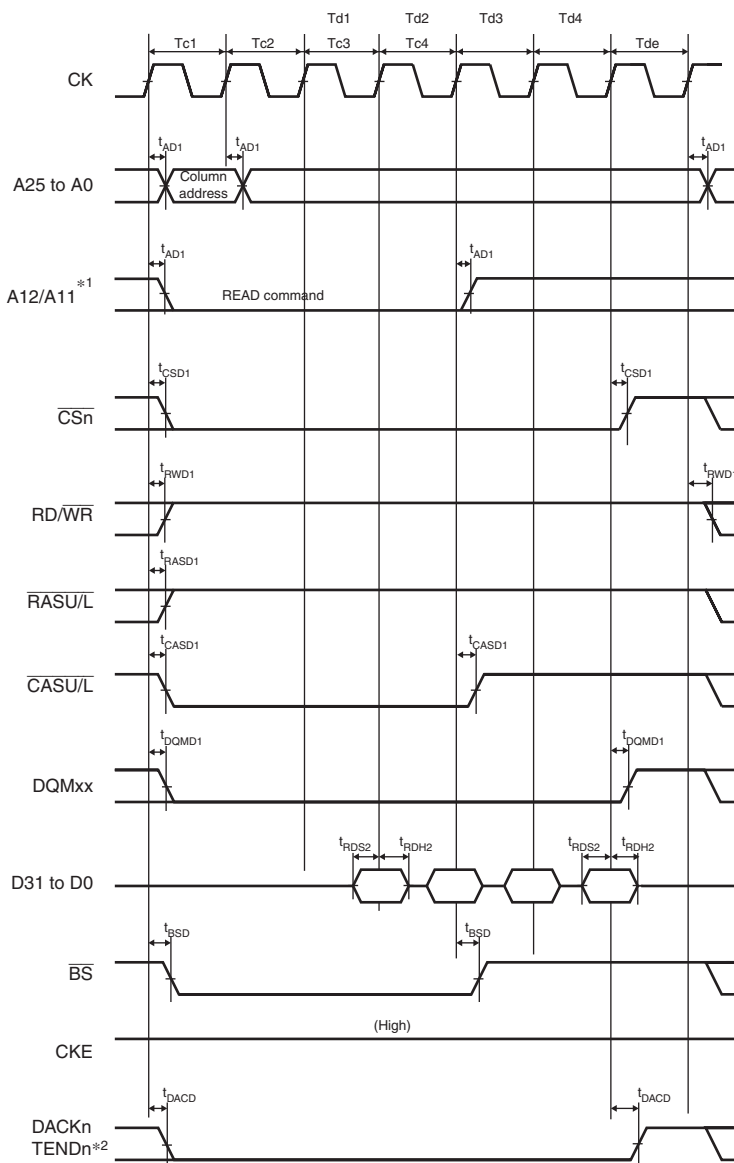 Td1 Td2 Td3 Td4
Tc1 Tc2 Tc3 Tc4 Tde
CK
tAD1 tAD1 tAD1
A25 to A0
Column
address
tAD1 tAD1
A12/A11*1
READ command
tCSD1 tCSD1
CSn
tRWD1 tRWD1
RD/WR
tRASD1
RASU/L
tCASD1 tCASD1
CASU/L
tDQMD1 tDQMD1
DQMxx
tRDS2 tRDH2 tRDS2 tRDH2
D31 to D0
tBSD tBSD
BS
(High)
CKE
tDACD tDACD
DACKn
TENDn*2